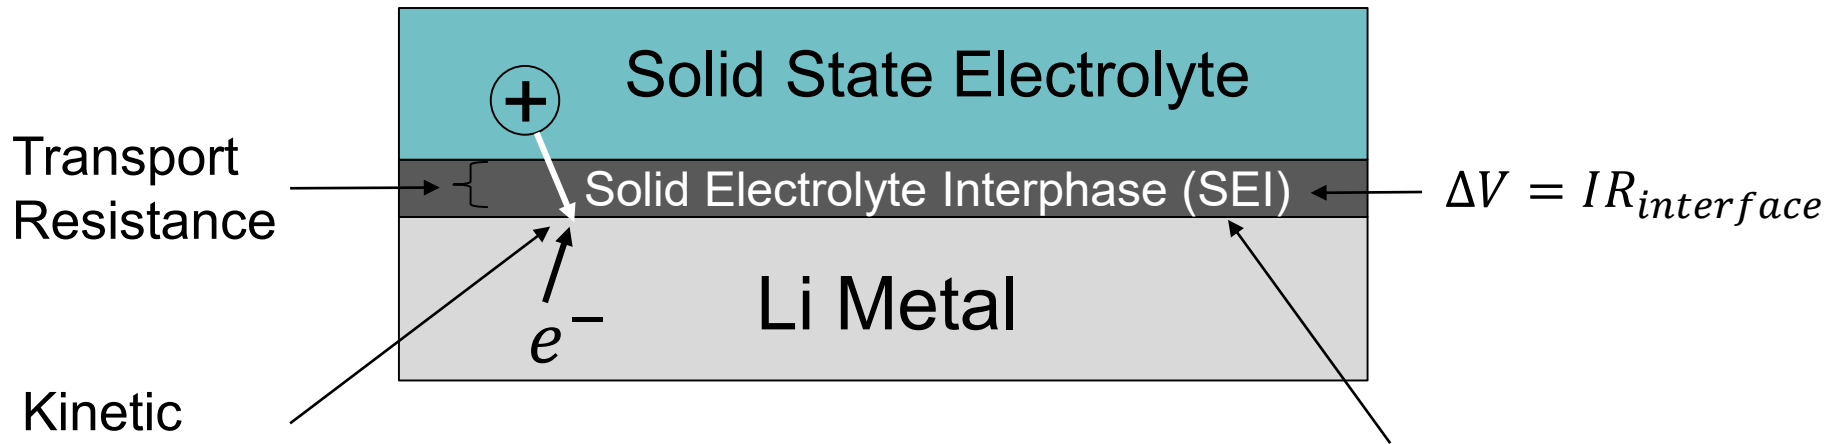 Solid State Electrolyte
+
Transport
Resistance
Solid Electrolyte Interphase (SEI)
ΔV = IR_interface
Li Metal
e⁻
Kinetic